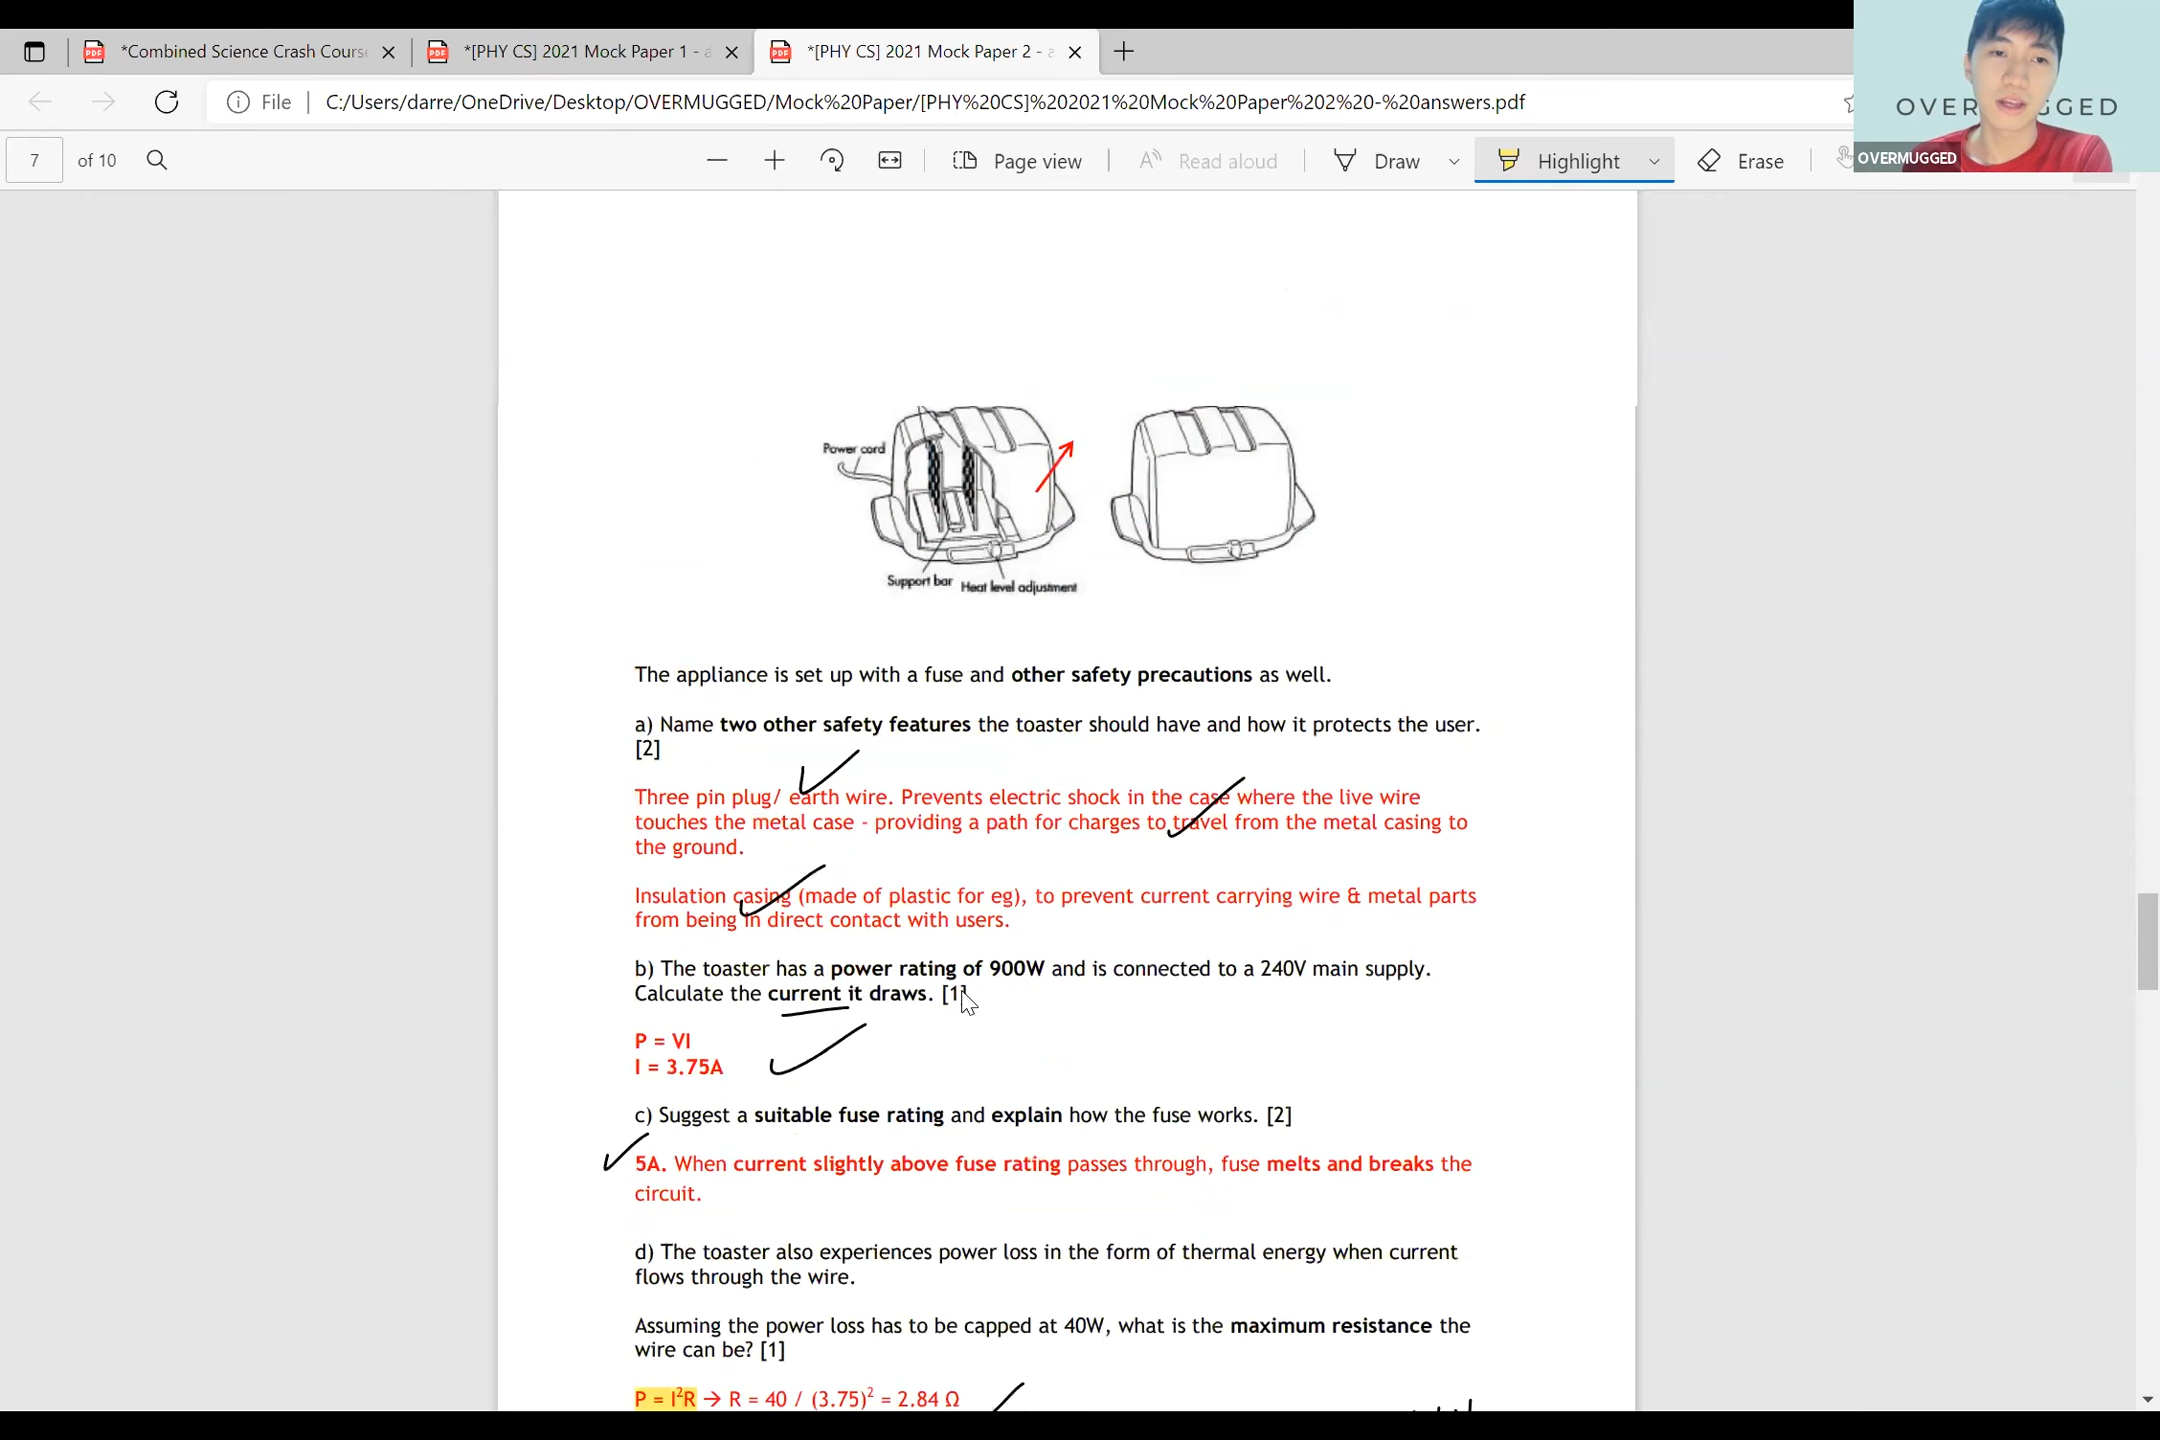 *Combined Science Crash Cours
*[PHY CS] 2021 Mock Paper 1 - a
*[PHY CS] 2021 Mock Paper 2 - a
File
C:/Users/darre/OneDrive/Desktop/OVERMUGGED/Mock%20Paper/[PHY%20CS]%202021%20Mock%20Paper%202%20-%20answers.pdf
OVERMUGGED
7 of 10
Page view
Read aloud
Draw
Highlight
Erase
Power cord
Support bar
Heat level adjustment
The appliance is set up with a fuse and other safety precautions as well.
a) Name two other safety features the toaster should have and how it protects the user.
[2]
Three pin plug/ earth wire. Prevents electric shock in the case where the live wire
touches the metal case - providing a path for charges to travel from the metal casing to
the ground.
Insulation casing (made of plastic for eg), to prevent current carrying wire & metal parts
from being in direct contact with users.
b) The toaster has a power rating of 900W and is connected to a 240V main supply.
Calculate the current it draws. [1]
P = VI
I = 3.75A
c) Suggest a suitable fuse rating and explain how the fuse works. [2]
5A. When current slightly above fuse rating passes through, fuse melts and breaks the
circuit.
d) The toaster also experiences power loss in the form of thermal energy when current
flows through the wire.
Assuming the power loss has to be capped at 40W, what is the maximum resistance the
wire can be? [1]
P = I²R → R = 40 / (3.75)² = 2.84 Ω